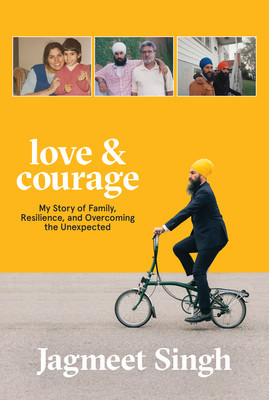 love &
courage
My Story of Family,
Resilience, and Overcoming
the Unexpected
Jagmeet Singh